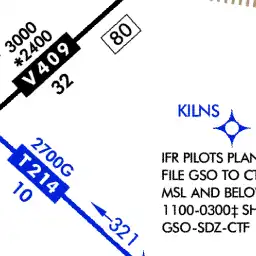 3000
*2400
V409
32
80
KILNS
2700G
T214
10
321
IFR PILOTS PLAN
FILE GSO TO CT
MSL AND BELO
1100-0300‡ SH
GSO-SDZ-CTF